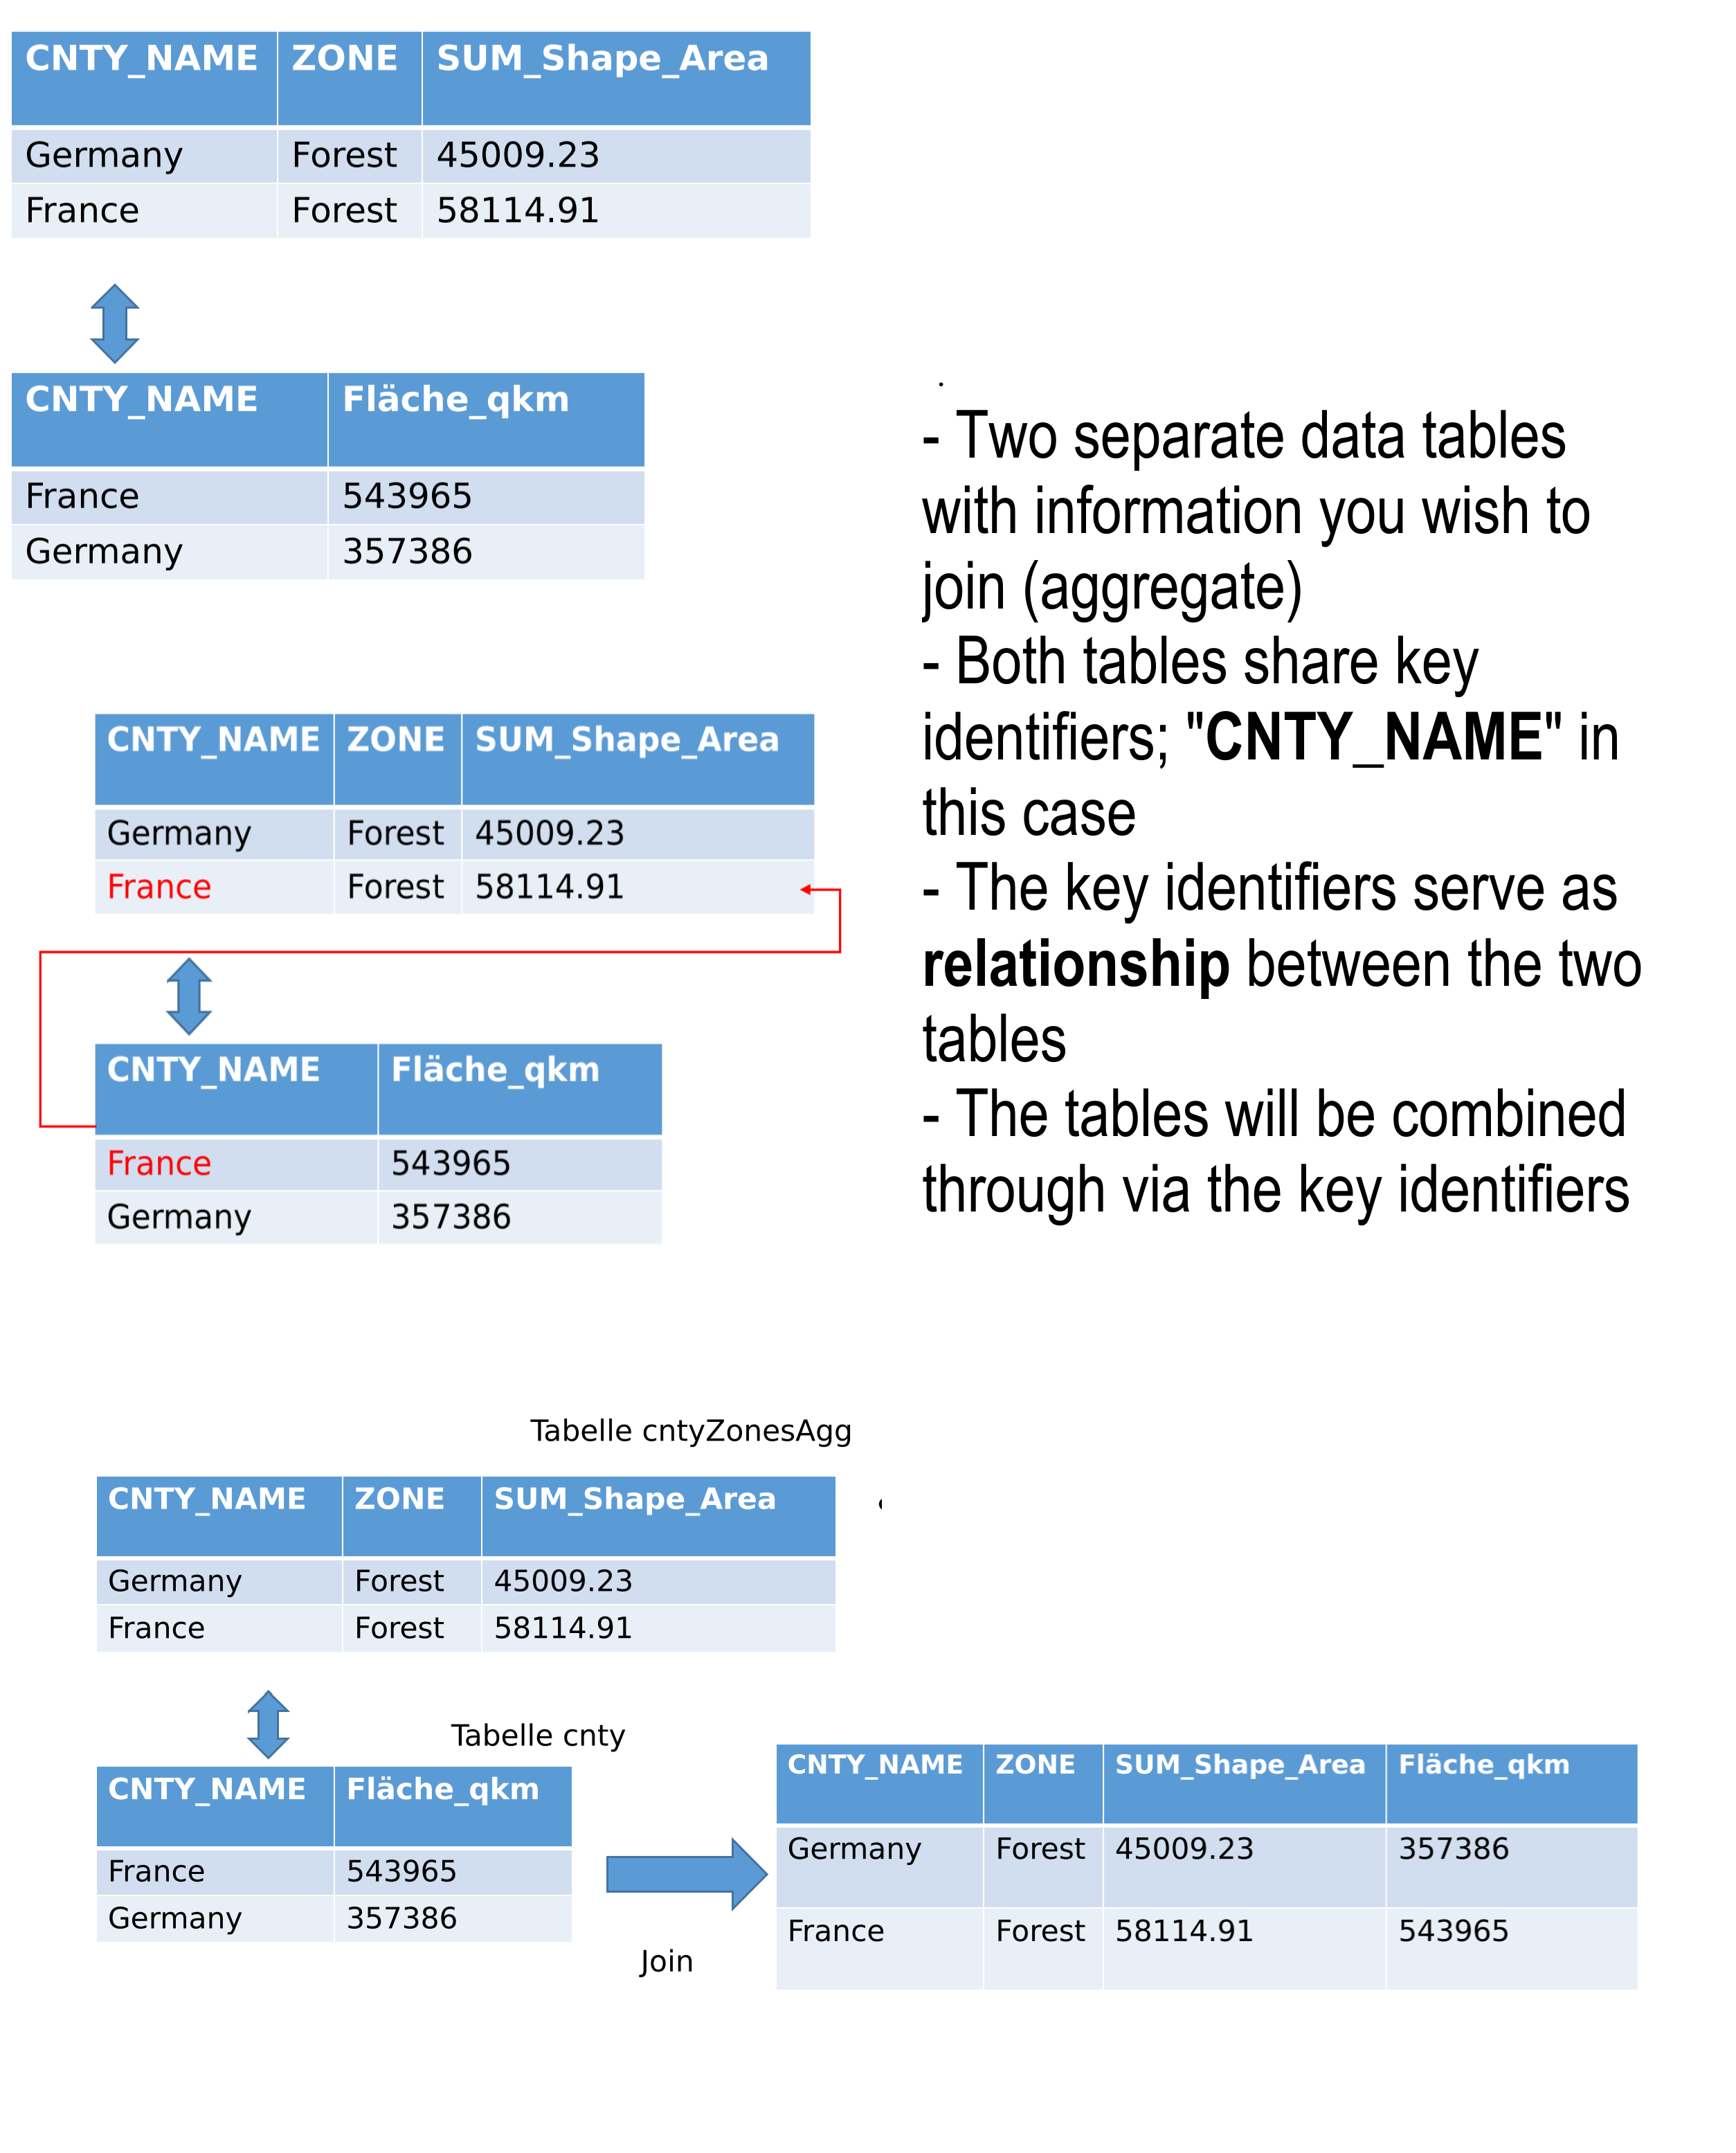 CNTY_NAME ZONE SUM_Shape_Area
Germany Forest 45009.23
France Forest 58114.91
CNTY_NAME Fläche_qkm
France 543965
Germany 357386
CNTY_NAME ZONE SUM_Shape_Area
Germany Forest 45009.23
France Forest 58114.91
CNTY_NAME Fläche_qkm
France 543965
Germany 357386
- Two separate data tables
with information you wish to
join (aggregate)
- Both tables share key
identifiers; "CNTY_NAME" in
this case
- The key identifiers serve as
relationship between the two
tables
- The tables will be combined
through via the key identifiers
Tabelle cntyZonesAgg
CNTY_NAME ZONE SUM_Shape_Area
Germany Forest 45009.23
France Forest 58114.91
Tabelle cnty
CNTY_NAME Fläche_qkm
France 543965
Germany 357386
Join
CNTY_NAME ZONE SUM_Shape_Area Fläche_qkm
Germany Forest 45009.23 357386
France Forest 58114.91 543965